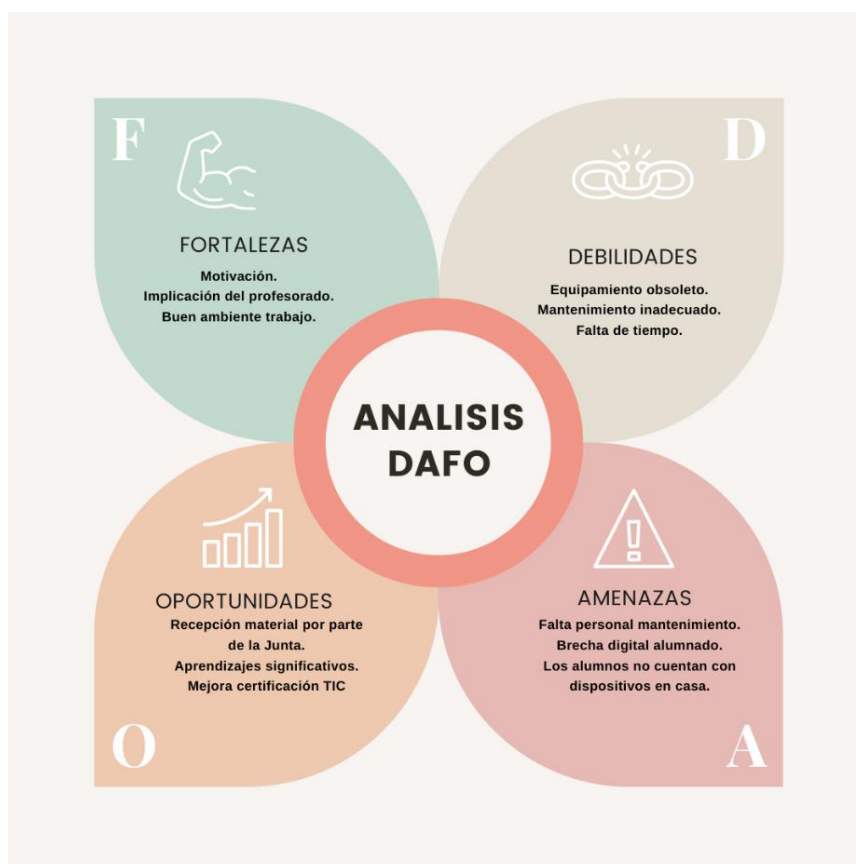 F
FORTALEZAS
Motivación.
Implicación del profesorado.
Buen ambiente trabajo.
D
DEBILIDADES
Equipamiento obsoleto.
Mantenimiento inadecuado.
Falta de tiempo.
ANALISIS
DAFO
OPORTUNIDADES
Recepción material por parte
de la Junta.
Aprendizajes significativos.
Mejora certificación TIC
O
AMENAZAS
Falta personal mantenimiento.
Brecha digital alumnado.
Los alumnos no cuentan con
dispositivos en casa.
A